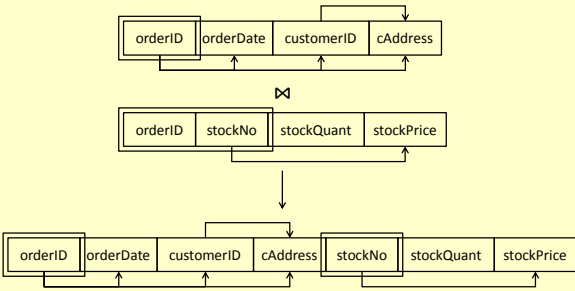 orderID orderDate customerID cAddress
⋈
orderID stockNo stockQuant stockPrice
orderID orderDate customerID cAddress stockNo stockQuant stockPrice